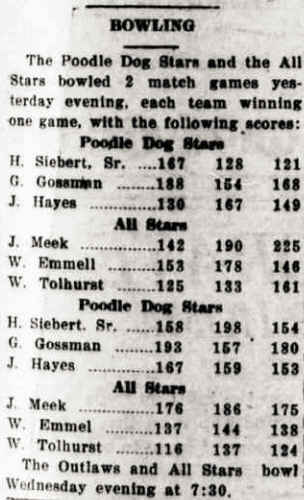 BOWLING
The Poodle Dog Stars and the All
Stars bowled 2 match games yes-
terday evening, each team winning
one game, with the following scores:
Poodle Dog Stars
H. Siebert, Sr. ....167 128 121
G. Gossman ........188 154 168
J. Hayes ..........130 167 149
All Stars
J. Meek ...............142 190 225
W. Emmell ..........153 178 146
W. Tolhurst .........125 133 161
Poodle Dog Stars
H. Siebert. Sr. .....158 198 154
G. Gossman ........193 157 180
J. Hayes .............167 159 153
All Stars
J. Meek ..............176 186 175
W. Emmel ..........137 144 138
W. Tolhurst ........116 137 124
The Outlaws and All Stars bowl
Wednesday evening at 7:30.